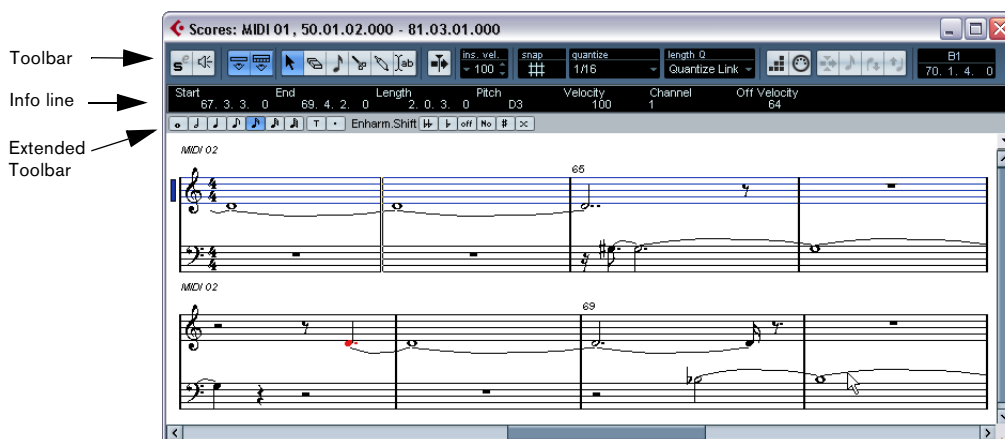 Scores: MIDI 01, 50.01.02.000 - 81.03.01.000
Toolbar
ins. vel. snap quantize length Q
100 1/16 Quantize Link
B1
70. 1. 4. 0
Info line
Start End Length Pitch Velocity Channel Off Velocity
67. 3. 3. 0 69. 4. 2. 0 2. 0. 3. 0 D3 100 1 64
Extended
Toolbar
T Enharm.Shift off No #
MIDI 02
65
MIDI 02
69